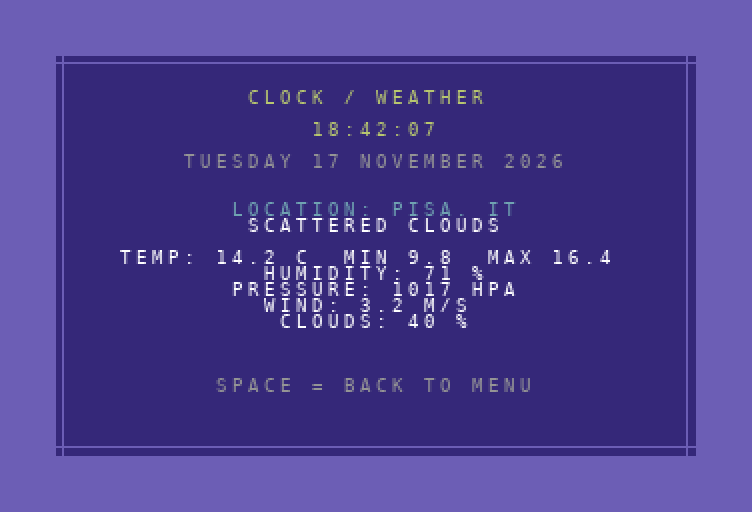 CLOCK / WEATHER
18:42:07
TUESDAY 17 NOVEMBER 2026
LOCATION: PISA, IT
SCATTERED CLOUDS
TEMP: 14.2 C  MIN 9.8  MAX 16.4
HUMIDITY: 71 %
PRESSURE: 1017 HPA
WIND: 3.2 M/S
CLOUDS: 40 %
SPACE = BACK TO MENU